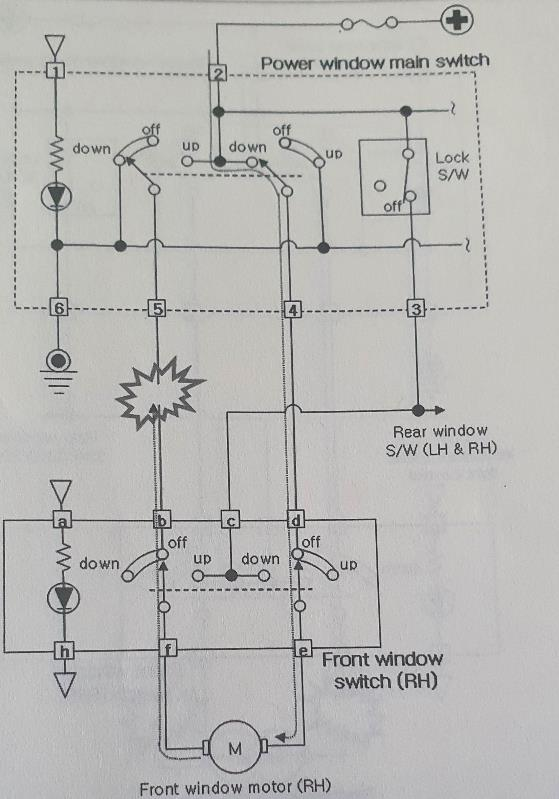 Power window main switch
1
2
off
down
up
down
off
up
Lock
S/W
off
6
5
4
3
Rear window
S/W (LH & RH)
a
b
c
d
down
off
up
down
off
up
h
f
e
Front window
switch (RH)
M
Front window motor (RH)